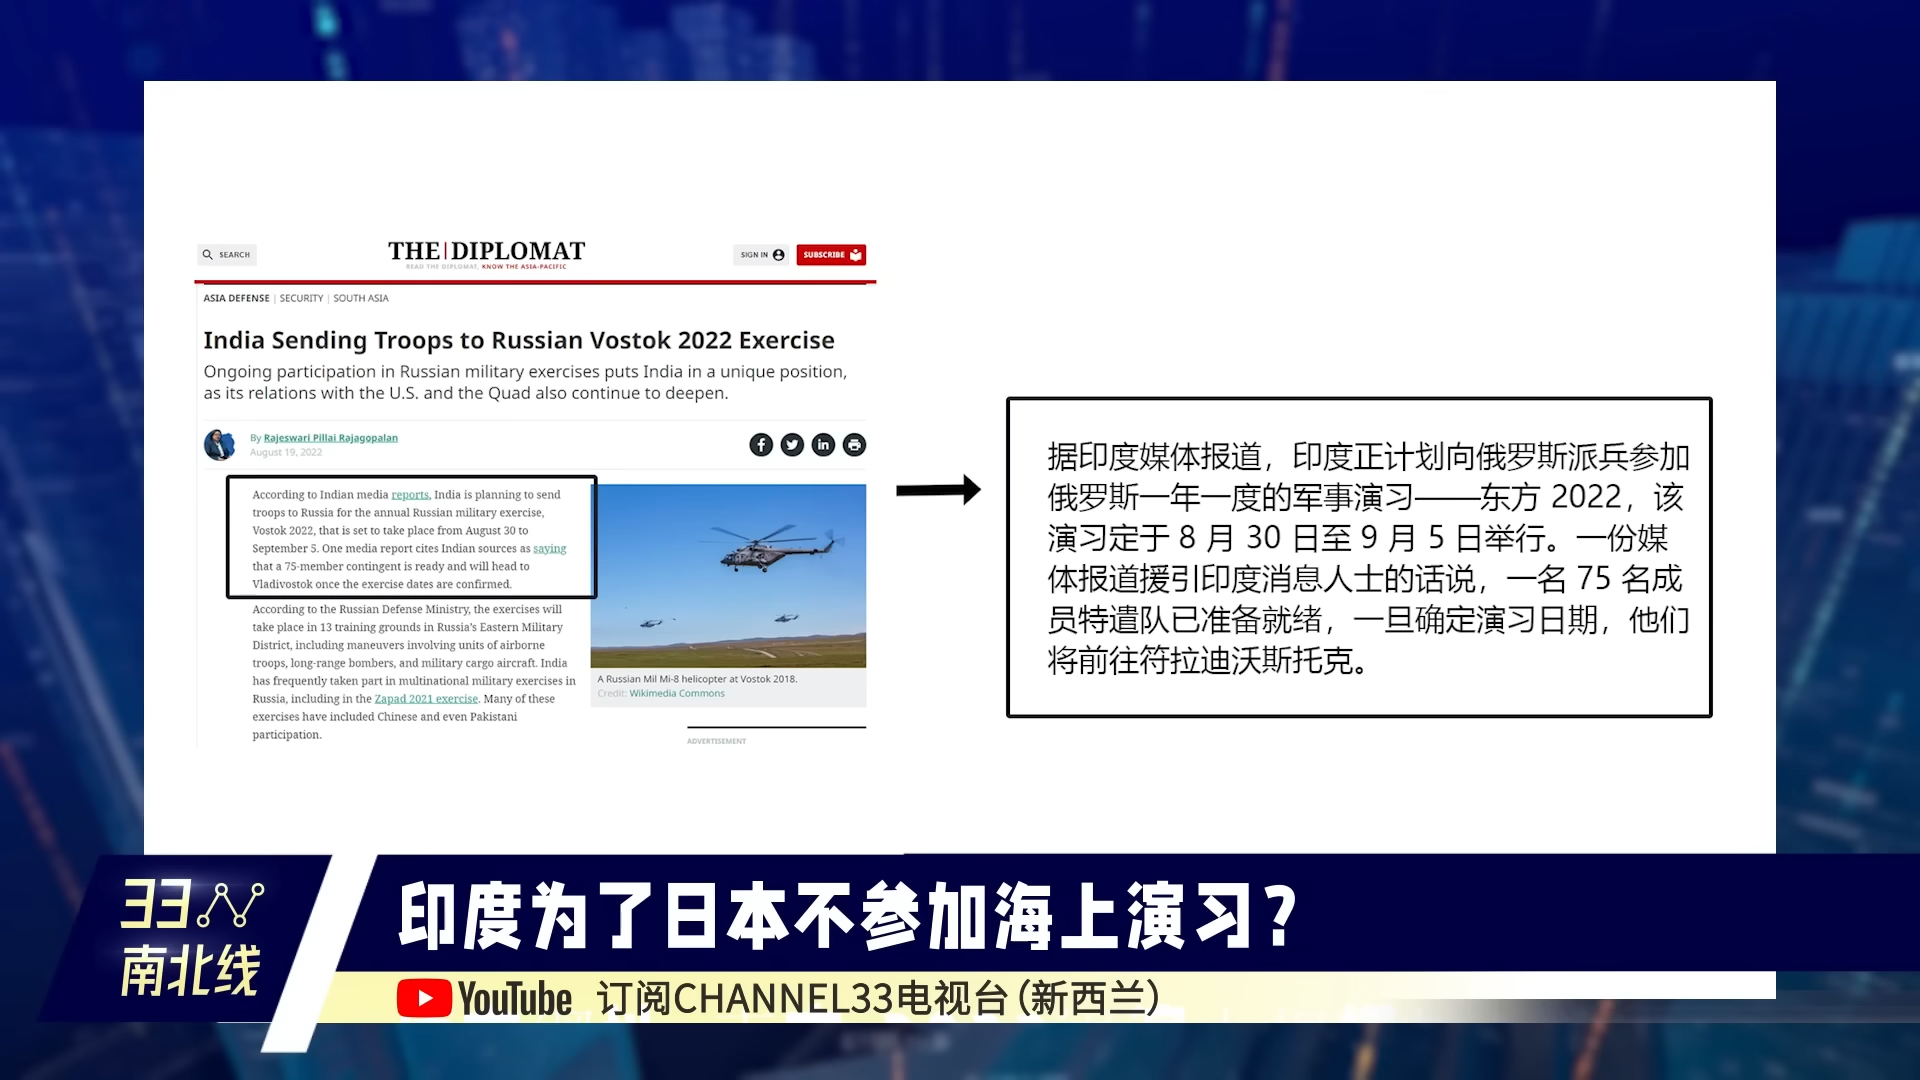 SEARCH
THE|DIPLOMAT
READ THE DIPLOMAT, KNOW THE ASIA-PACIFIC
SIGN IN
SUBSCRIBE
ASIA DEFENSE | SECURITY | SOUTH ASIA
India Sending Troops to Russian Vostok 2022 Exercise
Ongoing participation in Russian military exercises puts India in a unique position,
as its relations with the U.S. and the Quad also continue to deepen.
By Rajeswari Pillai Rajagopalan
August 19, 2022
According to Indian media reports, India is planning to send
troops to Russia for the annual Russian military exercise,
Vostok 2022, that is set to take place from August 30 to
September 5. One media report cites Indian sources as saying
that a 75-member contingent is ready and will head to
Vladivostok once the exercise dates are confirmed.
According to the Russian Defense Ministry, the exercises will
take place in 13 training grounds in Russia's Eastern Military
District, including maneuvers involving units of airborne
troops, long-range bombers, and military cargo aircraft. India
has frequently taken part in multinational military exercises in
Russia, including in the Zapad 2021 exercise. Many of these
exercises have included Chinese and even Pakistani
participation.
A Russian Mil Mi-8 helicopter at Vostok 2018.
Credit: Wikimedia Commons
ADVERTISEMENT
据印度媒体报道，印度正计划向俄罗斯派兵参加
俄罗斯一年一度的军事演习——东方 2022，该
演习定于 8 月 30 日至 9 月 5 日举行。一份媒
体报道援引印度消息人士的话说，一名 75 名成
员特遣队已准备就绪，一旦确定演习日期，他们
将前往符拉迪沃斯托克。
33
南北线
印度为了日本不参加海上演习？
YouTube 订阅CHANNEL33电视台（新西兰）